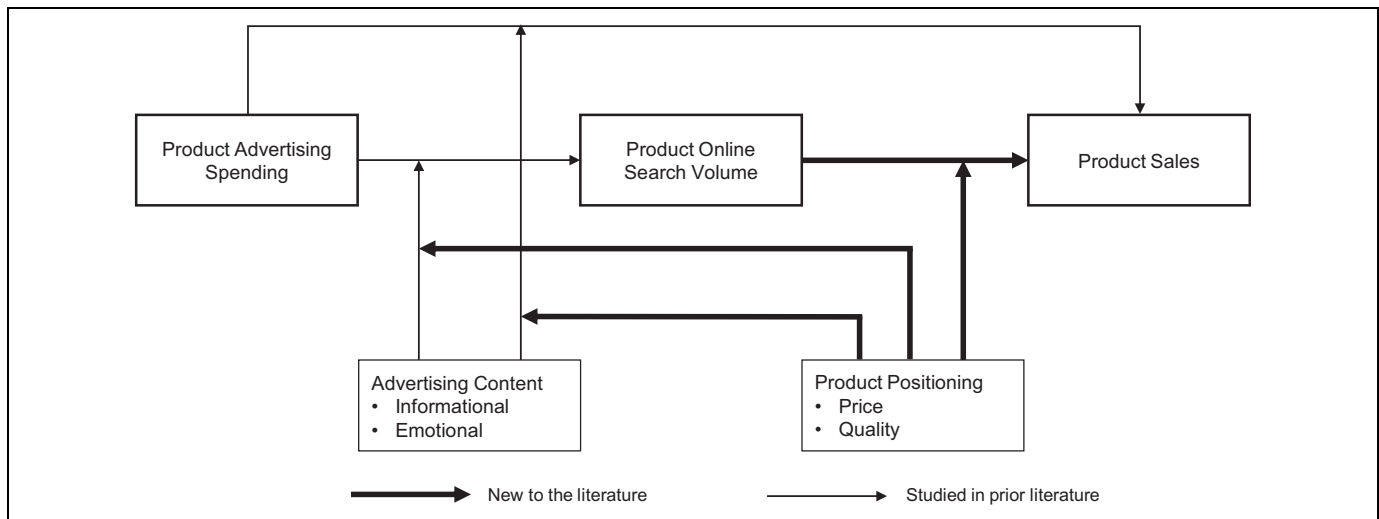 Product Advertising
Spending
Product Online
Search Volume
Product Sales
Advertising Content
• Informational
• Emotional
Product Positioning
• Price
• Quality
New to the literature
Studied in prior literature